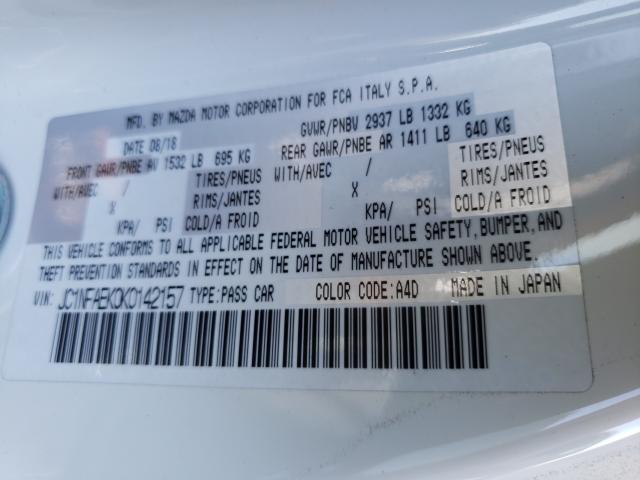 MFD. BY MAZDA MOTOR CORPORATION FOR FCA ITALY S.P.A.
DATE 08/18 GVWR/PNBV 2937 LB 1332 KG
FRONT GAWR/PNBE AV 1532 LB 695 KG REAR GAWR/PNBE AR 1411 LB 640 KG
WITH/AVEC / TIRES/PNEUS WITH/AVEC / TIRES/PNEUS
X RIMS/JANTES X RIMS/JANTES
KPA/ PSI COLD/A FROID KPA/ PSI COLD/A FROID
THIS VEHICLE CONFORMS TO ALL APPLICABLE FEDERAL MOTOR VEHICLE SAFETY, BUMPER, AND
THEFT PREVENTION STANDARDS IN EFFECT ON THE DATE OF MANUFACTURE SHOWN ABOVE.
VIN: JC1NFAEK0K0142157 TYPE:PASS CAR COLOR CODE:A4D MADE IN JAPAN